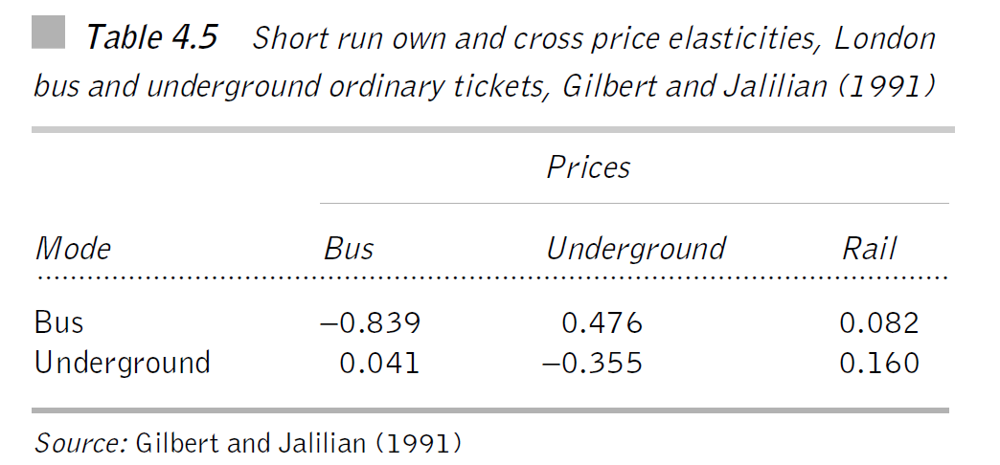 Table 4.5 Short run own and cross price elasticities, London
bus and underground ordinary tickets, Gilbert and Jalilian (1991)
Prices
Mode Bus Underground Rail
Bus –0.839 0.476 0.082
Underground 0.041 –0.355 0.160
Source: Gilbert and Jalilian (1991)